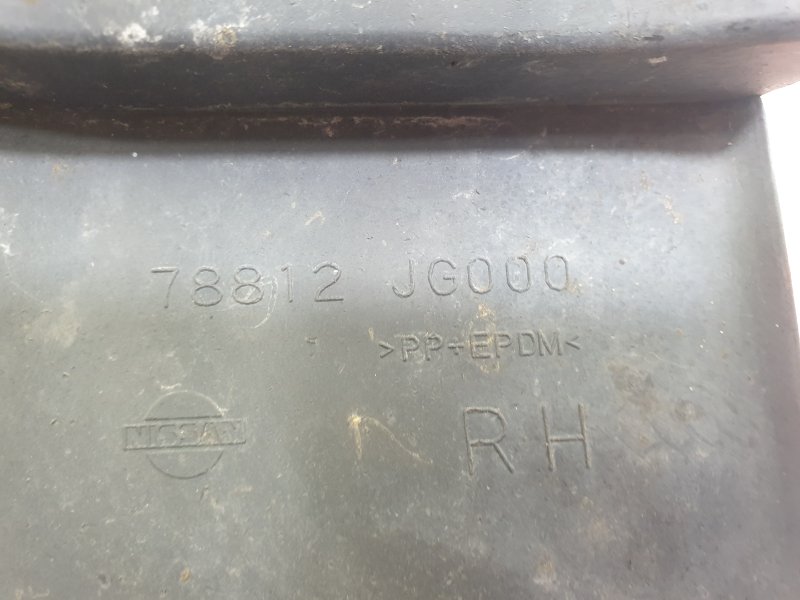 78812 JG000
>PP+EPDM<
NISSAN
RH